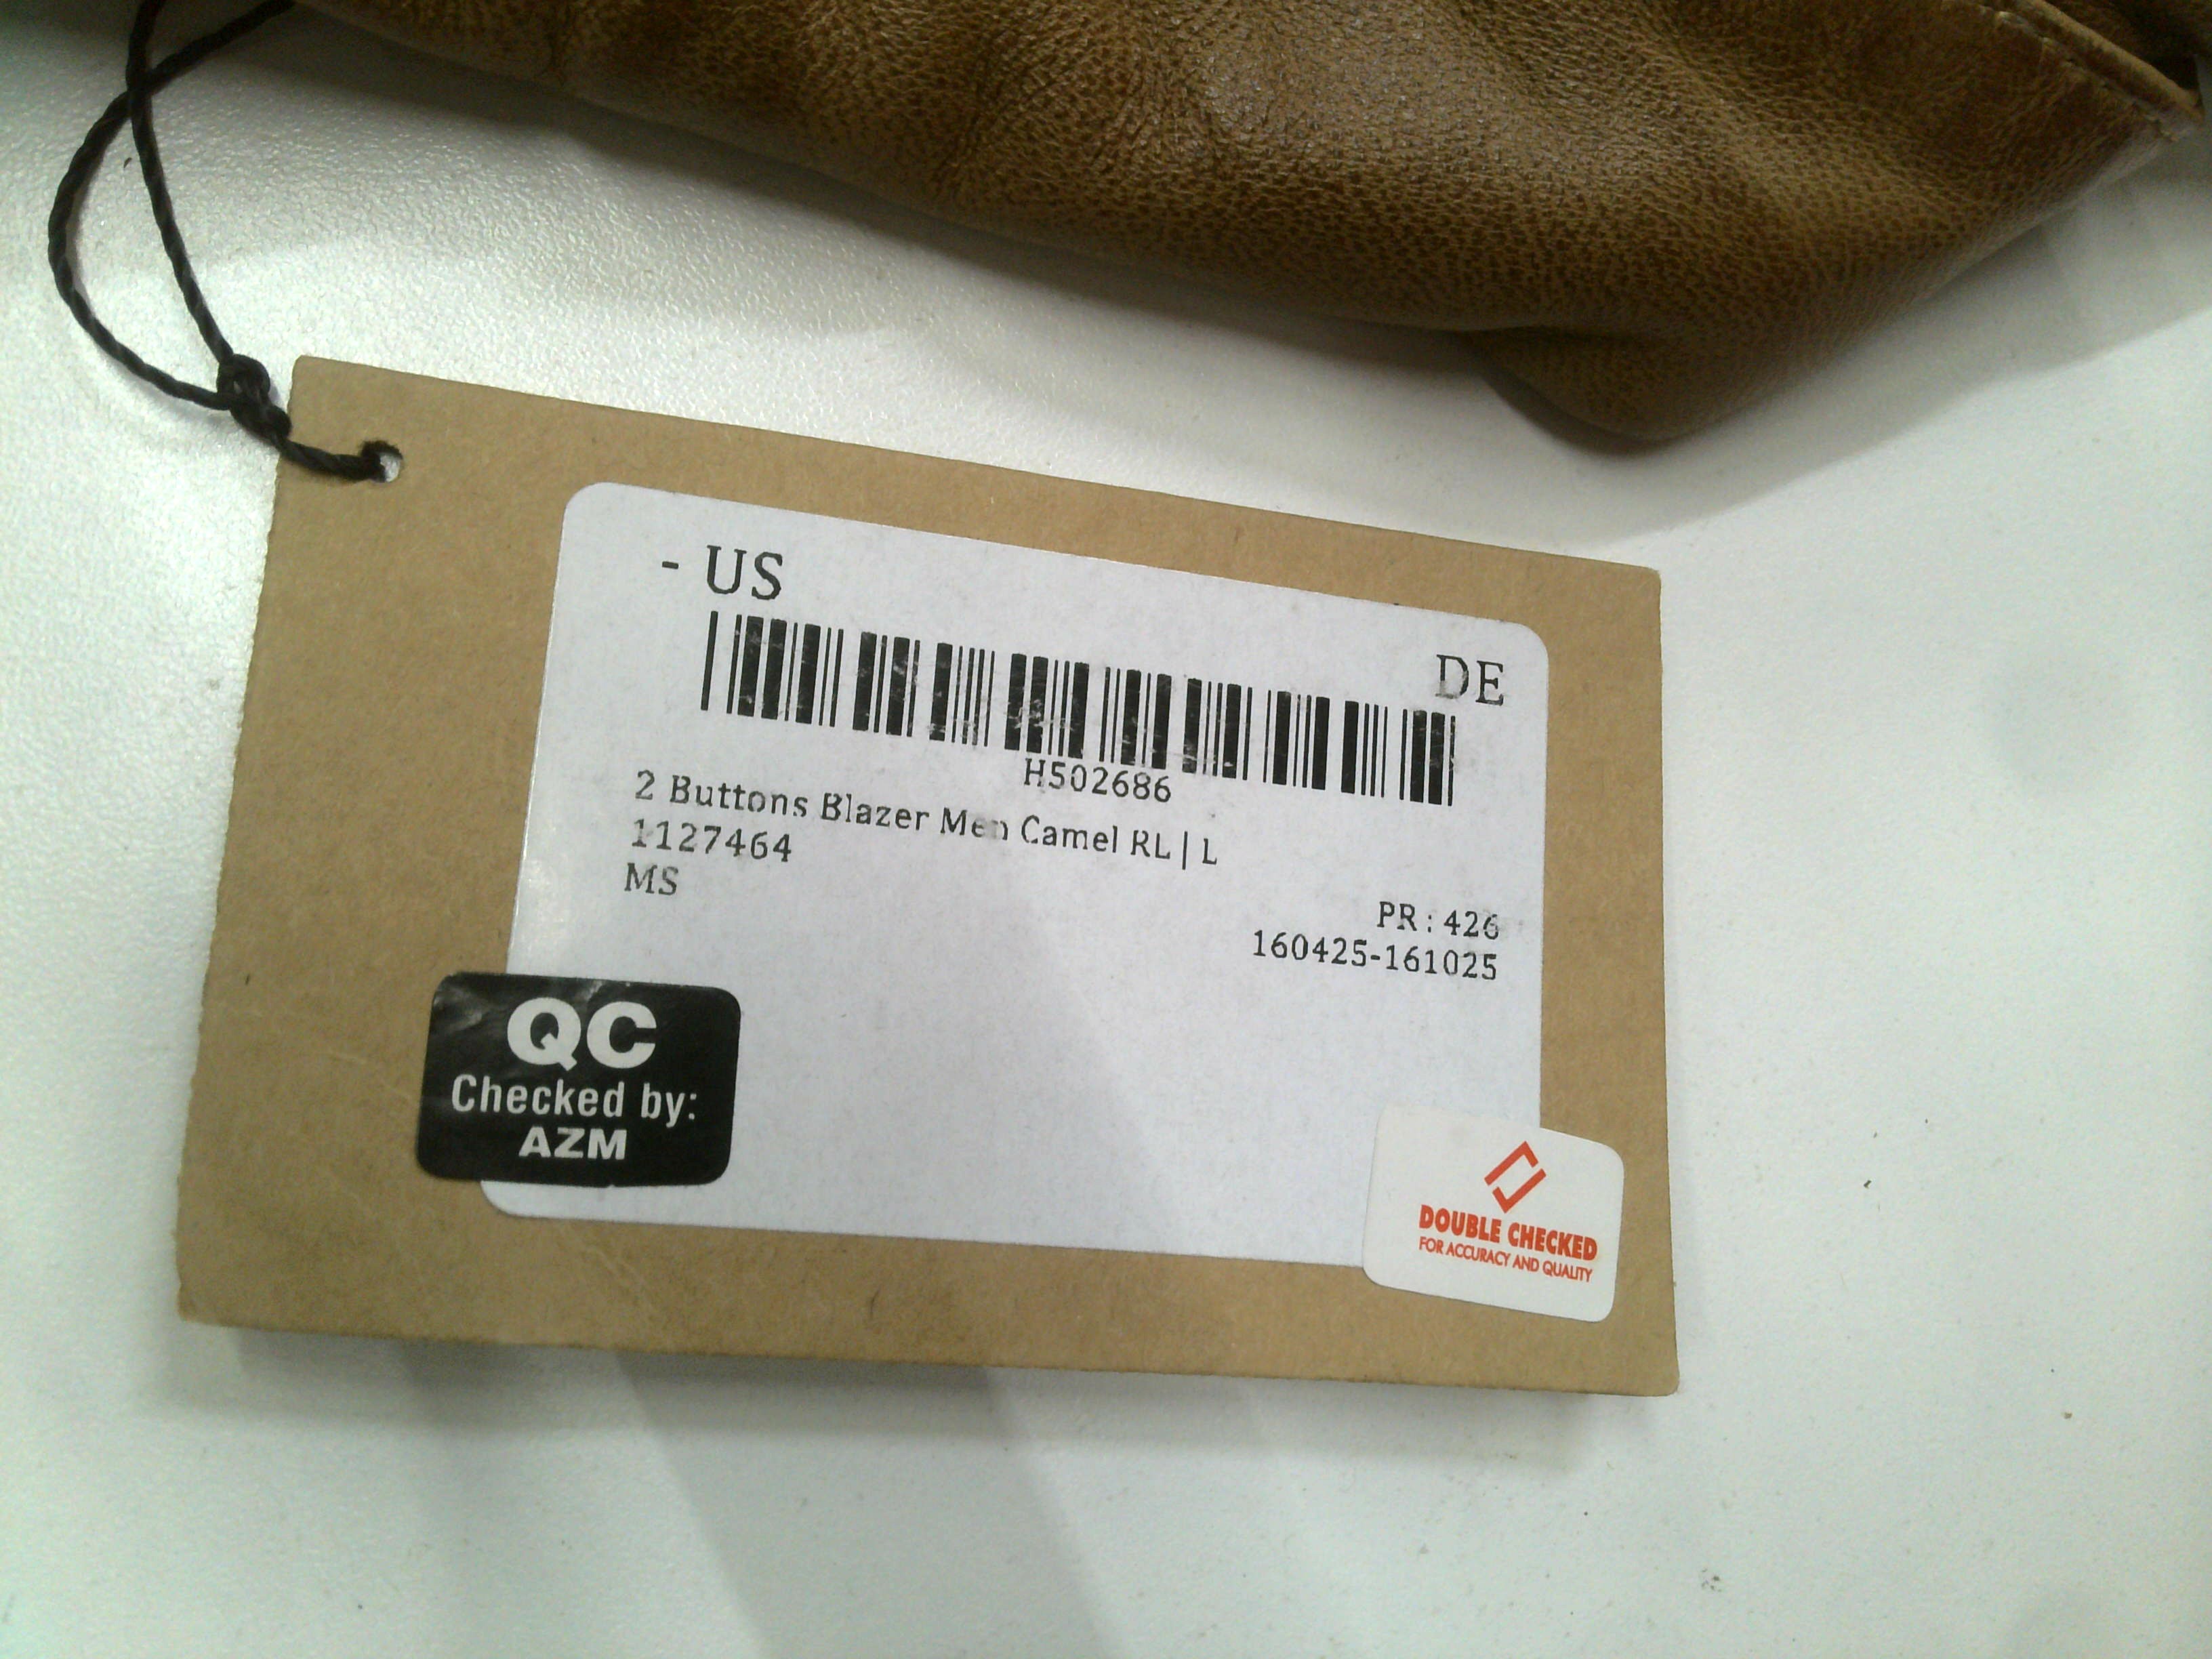 - US
DE
H502686
2 Buttons Blazer Men Camel RL | L
1127464
MS
PR : 426
160425-161025
QC
Checked by:
AZM
DOUBLE CHECKED
FOR ACCURACY AND QUALITY